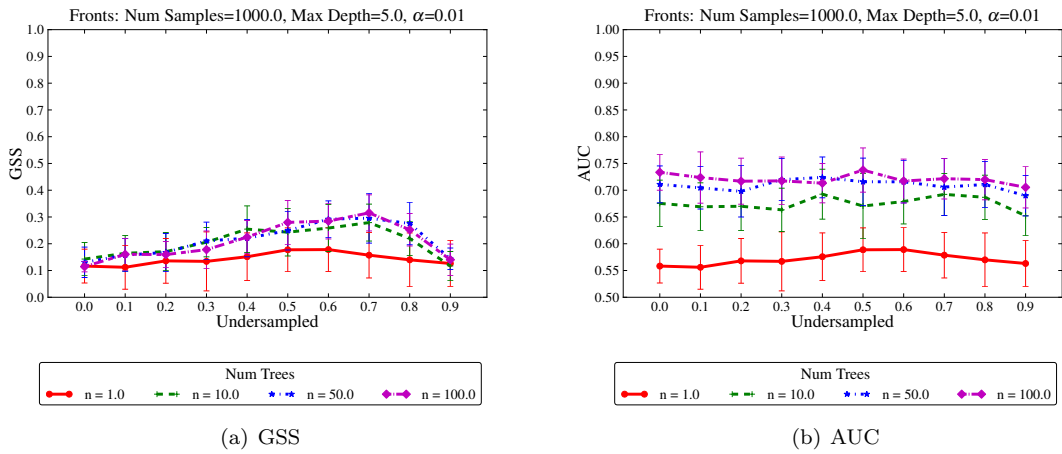 Fronts: Num Samples=1000.0, Max Depth=5.0, α=0.01
GSS
1.0
0.9
0.8
0.7
0.6
0.5
0.4
0.3
0.2
0.1
0.0
0.0 0.1 0.2 0.3 0.4 0.5 0.6 0.7 0.8 0.9
Undersampled
Num Trees
n = 1.0 n = 10.0 n = 50.0 n = 100.0
(a) GSS
Fronts: Num Samples=1000.0, Max Depth=5.0, α=0.01
AUC
1.00
0.95
0.90
0.85
0.80
0.75
0.70
0.65
0.60
0.55
0.50
0.0 0.1 0.2 0.3 0.4 0.5 0.6 0.7 0.8 0.9
Undersampled
Num Trees
n = 1.0 n = 10.0 n = 50.0 n = 100.0
(b) AUC